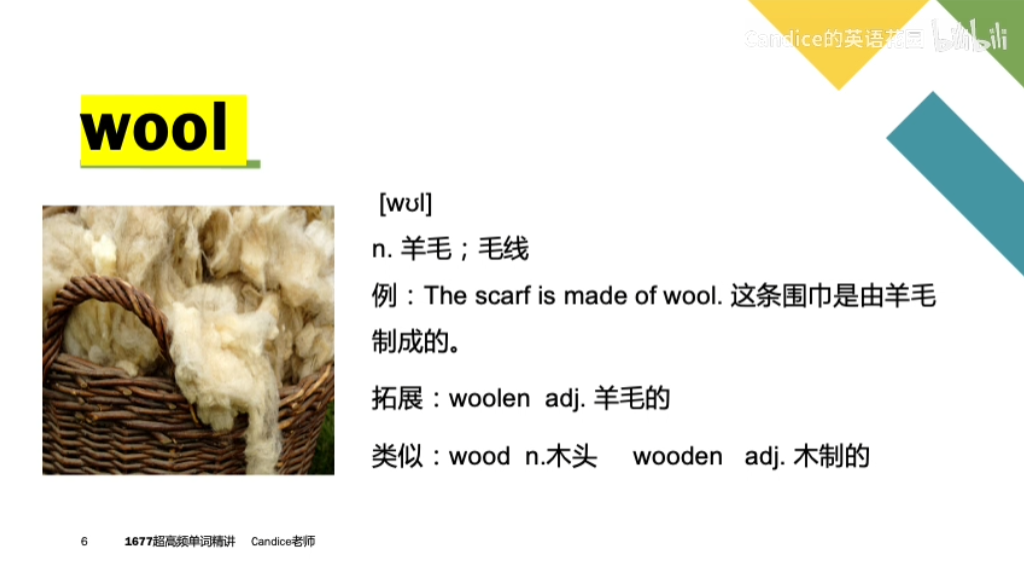 Candice的英语花园 bilibili
wool
[wʊl]
n. 羊毛；毛线
例：The scarf is made of wool. 这条围巾是由羊毛
制成的。
拓展：woolen adj. 羊毛的
类似：wood n.木头 wooden adj. 木制的
6 1677超高频单词精讲 Candice老师